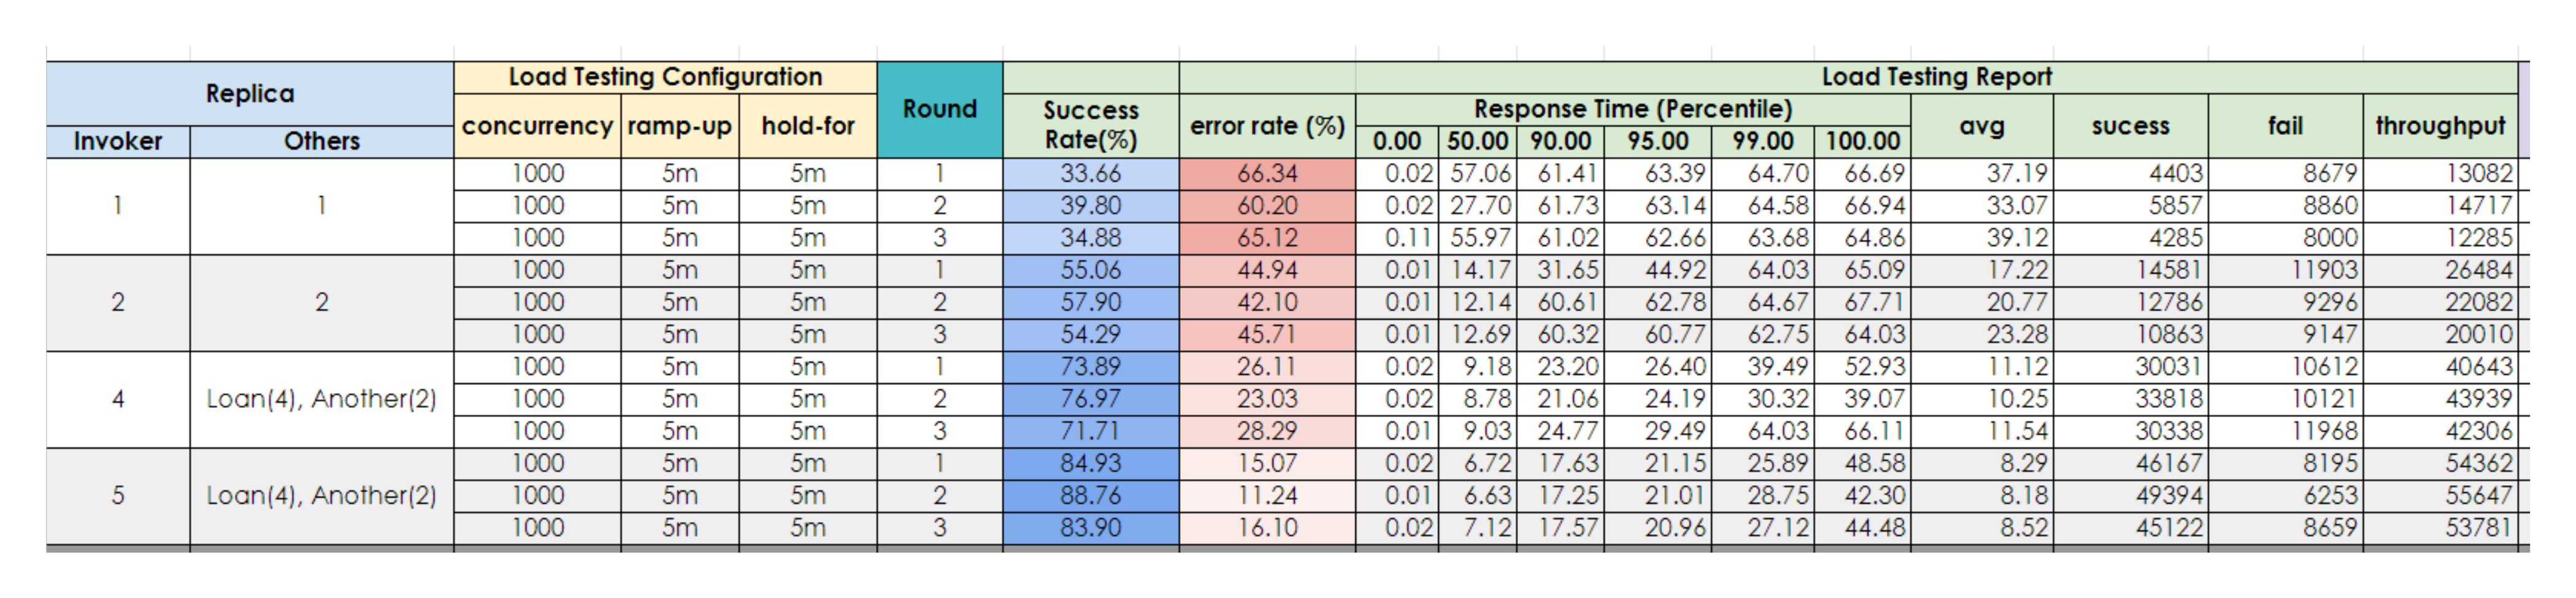 Replica Load Testing Configuration Round Load Testing Report
Invoker Others concurrency ramp-up hold-for Success Rate(%) error rate (%) Response Time (Percentile) avg sucess fail throughput
0.00 50.00 90.00 95.00 99.00 100.00
1 1 1000 5m 5m 1 33.66 66.34 0.02 57.06 61.41 63.39 64.70 66.69 37.19 4403 8679 13082
1000 5m 5m 2 39.80 60.20 0.02 27.70 61.73 63.14 64.58 66.94 33.07 5857 8860 14717
1000 5m 5m 3 34.88 65.12 0.11 55.97 61.02 62.66 63.68 64.86 39.12 4285 8000 12285
2 2 1000 5m 5m 1 55.06 44.94 0.01 14.17 31.65 44.92 64.03 65.09 17.22 14581 11903 26484
1000 5m 5m 2 57.90 42.10 0.01 12.14 60.61 62.78 64.67 67.71 20.77 12786 9296 22082
1000 5m 5m 3 54.29 45.71 0.01 12.69 60.32 60.77 62.75 64.03 23.28 10863 9147 20010
4 Loan(4), Another(2) 1000 5m 5m 1 73.89 26.11 0.02 9.18 23.20 26.40 39.49 52.93 11.12 30031 10612 40643
1000 5m 5m 2 76.97 23.03 0.02 8.78 21.06 24.19 30.32 39.07 10.25 33818 10121 43939
1000 5m 5m 3 71.71 28.29 0.01 9.03 24.77 29.49 64.03 66.11 11.54 30338 11968 42306
5 Loan(4), Another(2) 1000 5m 5m 1 84.93 15.07 0.02 6.72 17.63 21.15 25.89 48.58 8.29 46167 8195 54362
1000 5m 5m 2 88.76 11.24 0.01 6.63 17.25 21.01 28.75 42.30 8.18 49394 6253 55647
1000 5m 5m 3 83.90 16.10 0.02 7.12 17.57 20.96 27.12 44.48 8.52 45122 8659 53781